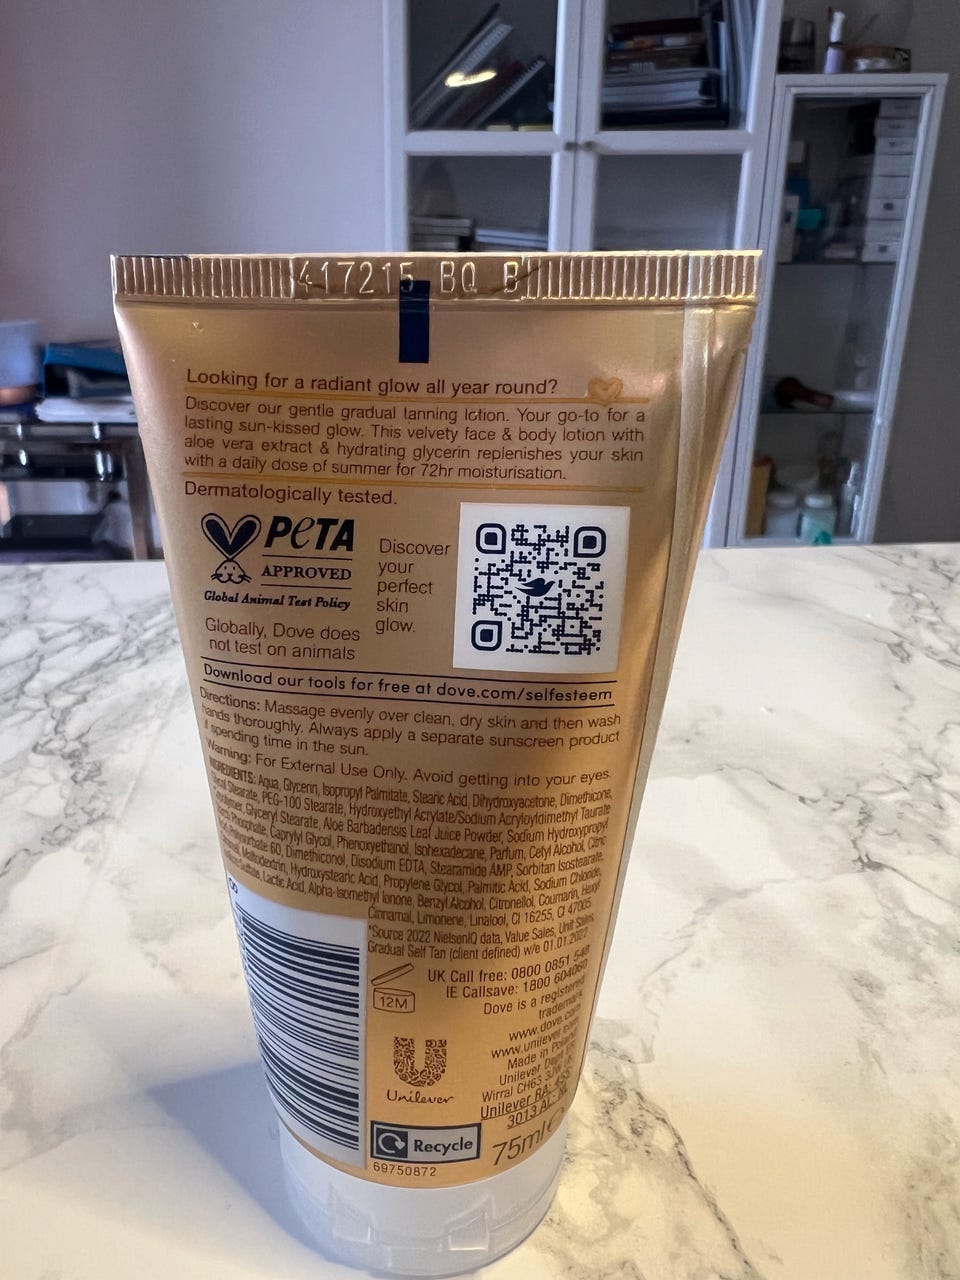 417215 BQ B
Looking for a radiant glow all year round?
Discover our gentle gradual tanning lotion. Your go-to for a
lasting sun-kissed glow. This velvety face & body lotion with
aloe vera extract & hydrating glycerin replenishes your skin
with a daily dose of summer for 72hr moisturisation.
Dermatologically tested.
PETA
APPROVED
Global Animal Test Policy
Globally, Dove does
not test on animals
Discover
your
perfect
skin
glow.
Download our tools for free at dove.com/selfesteem
Directions: Massage evenly over clean, dry skin and then wash
hands thoroughly. Always apply a separate sunscreen product
spending time in the sun.
Warning: For External Use Only. Avoid getting into your eyes.
INGREDIENTS: Aqua, Glycerin, Isopropyl Palmitate, Stearic Acid, Dihydroxyacetone, Dimethicone,
Stearate, PEG-100 Stearate, Hydroxyethyl Acrylate/Sodium Acryloyldimethyl Taurate
Glyceryl Stearate, Aloe Barbadensis Leaf Juice Powder, Sodium Hydroxypropyl
Phosphate, Caprylyl Glycol, Phenoxyethanol, Isohexadecane, Parfum, Cetyl Alcohol, Citric
Polysorbate 60, Dimethiconol, Disodium EDTA, Stearamide AMP, Sorbitan Isostearate,
Maltodextrin, Hydroxystearic Acid, Propylene Glycol, Palmitic Acid, Sodium Chloride,
Lactic Acid, Alpha-Isomethyl Ionone, Benzyl Alcohol, Citronellol, Coumarin, Hexyl
Cinnamal, Limonene, Linalool, CI 16255, CI 47005
*Source 2022 NielsenIQ data, Value Sales, Unit Sales,
Gradual Self Tan (client defined) w/e 01.01.2022
UK Call free: 0800 0851 548
IE Callsave: 1800 604060
Dove is a registered
trademark
www.dove.com
www.unilever.com
Made in Poland
Unilever
Wirral CH63
Unilever RA:
3013 AL:
12M
Unilever
Recycle
75ml
69750872